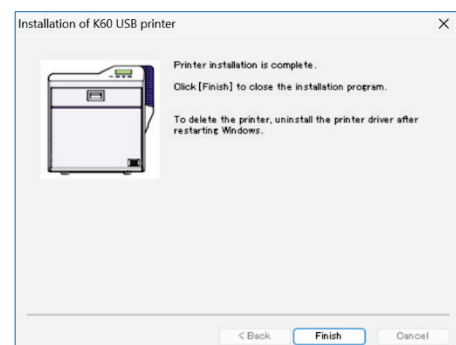 Installation of K60 USB printer
Printer installation is complete.
Click [Finish] to close the installation program.
To delete the printer, uninstall the printer driver after
restarting Windows.
< Back
Finish
Cancel